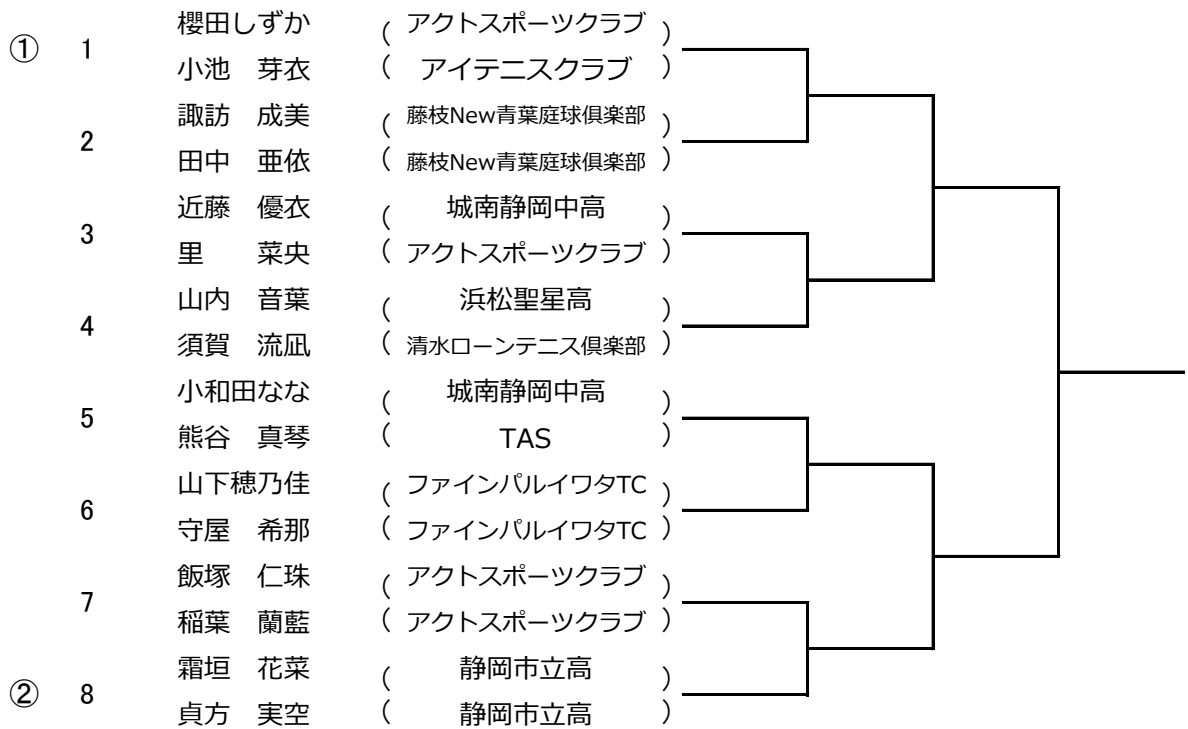 櫻田しずか ( アクトスポーツクラブ )
① 1
小池　芽衣 ( アイテニスクラブ )
諏訪　成美 ( 藤枝New青葉庭球倶楽部 )
2
田中　亜依 ( 藤枝New青葉庭球倶楽部 )
近藤　優衣 ( 城南静岡中高 )
3
里　　菜央 ( アクトスポーツクラブ )
山内　音葉 ( 浜松聖星高 )
4
須賀　流凪 ( 清水ローンテニス倶楽部 )
小和田なな ( 城南静岡中高 )
5
熊谷　真琴 ( TAS )
山下穂乃佳 ( ファインパルイワタTC )
6
守屋　希那 ( ファインパルイワタTC )
飯塚　仁珠 ( アクトスポーツクラブ )
7
稲葉　蘭藍 ( アクトスポーツクラブ )
霜垣　花菜 ( 静岡市立高 )
② 8
貞方　実空 ( 静岡市立高 )